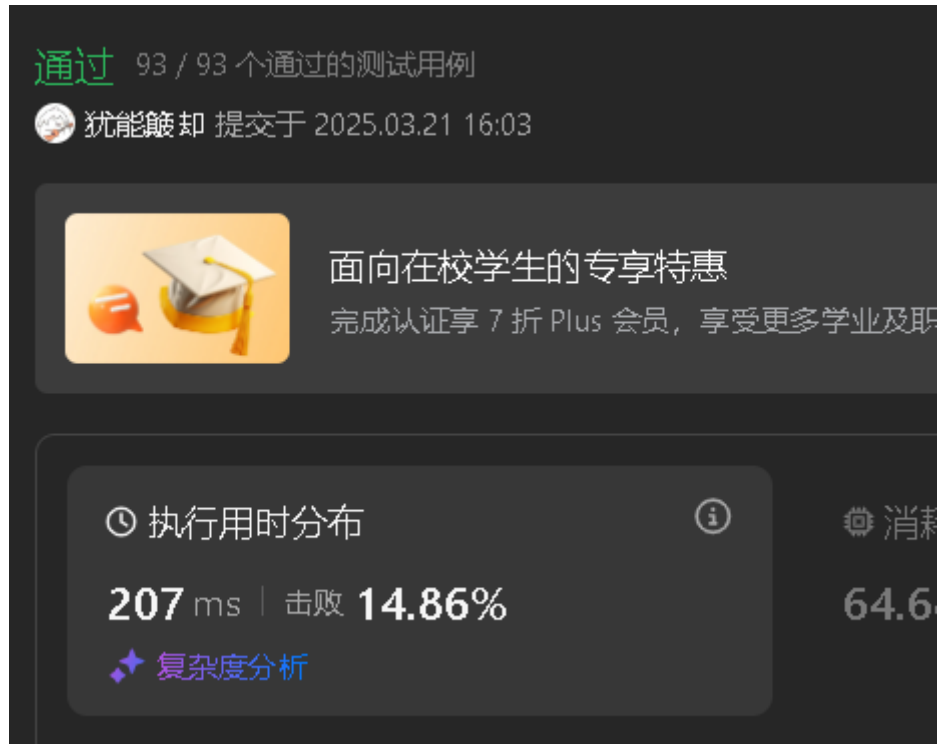 通过 93 / 93 个通过的测试用例
犹能簸却 提交于 2025.03.21 16:03
面向在校学生的专享特惠
完成认证享 7 折 Plus 会员，享受更多学业及职
执行用时分布
207 ms 击败 14.86%
复杂度分析
消耗
64.6